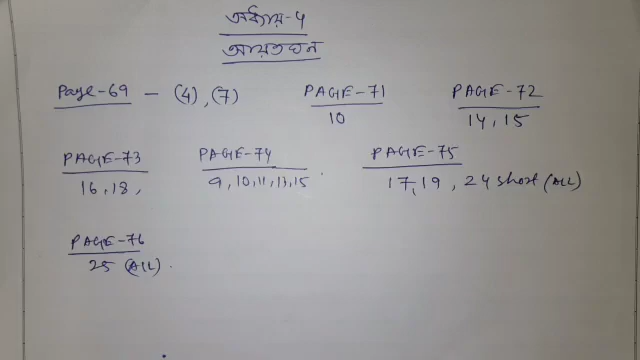 অধ্যায়-4
আয়তঘন
Page-69 - (4), (7) PAGE-71 PAGE-72
10 14, 15
PAGE-73 PAGE-74 PAGE-75
16, 18, 9, 10, 11, 13, 15 17, 19, 24 short (ALL)
PAGE-76
25 (ALL).